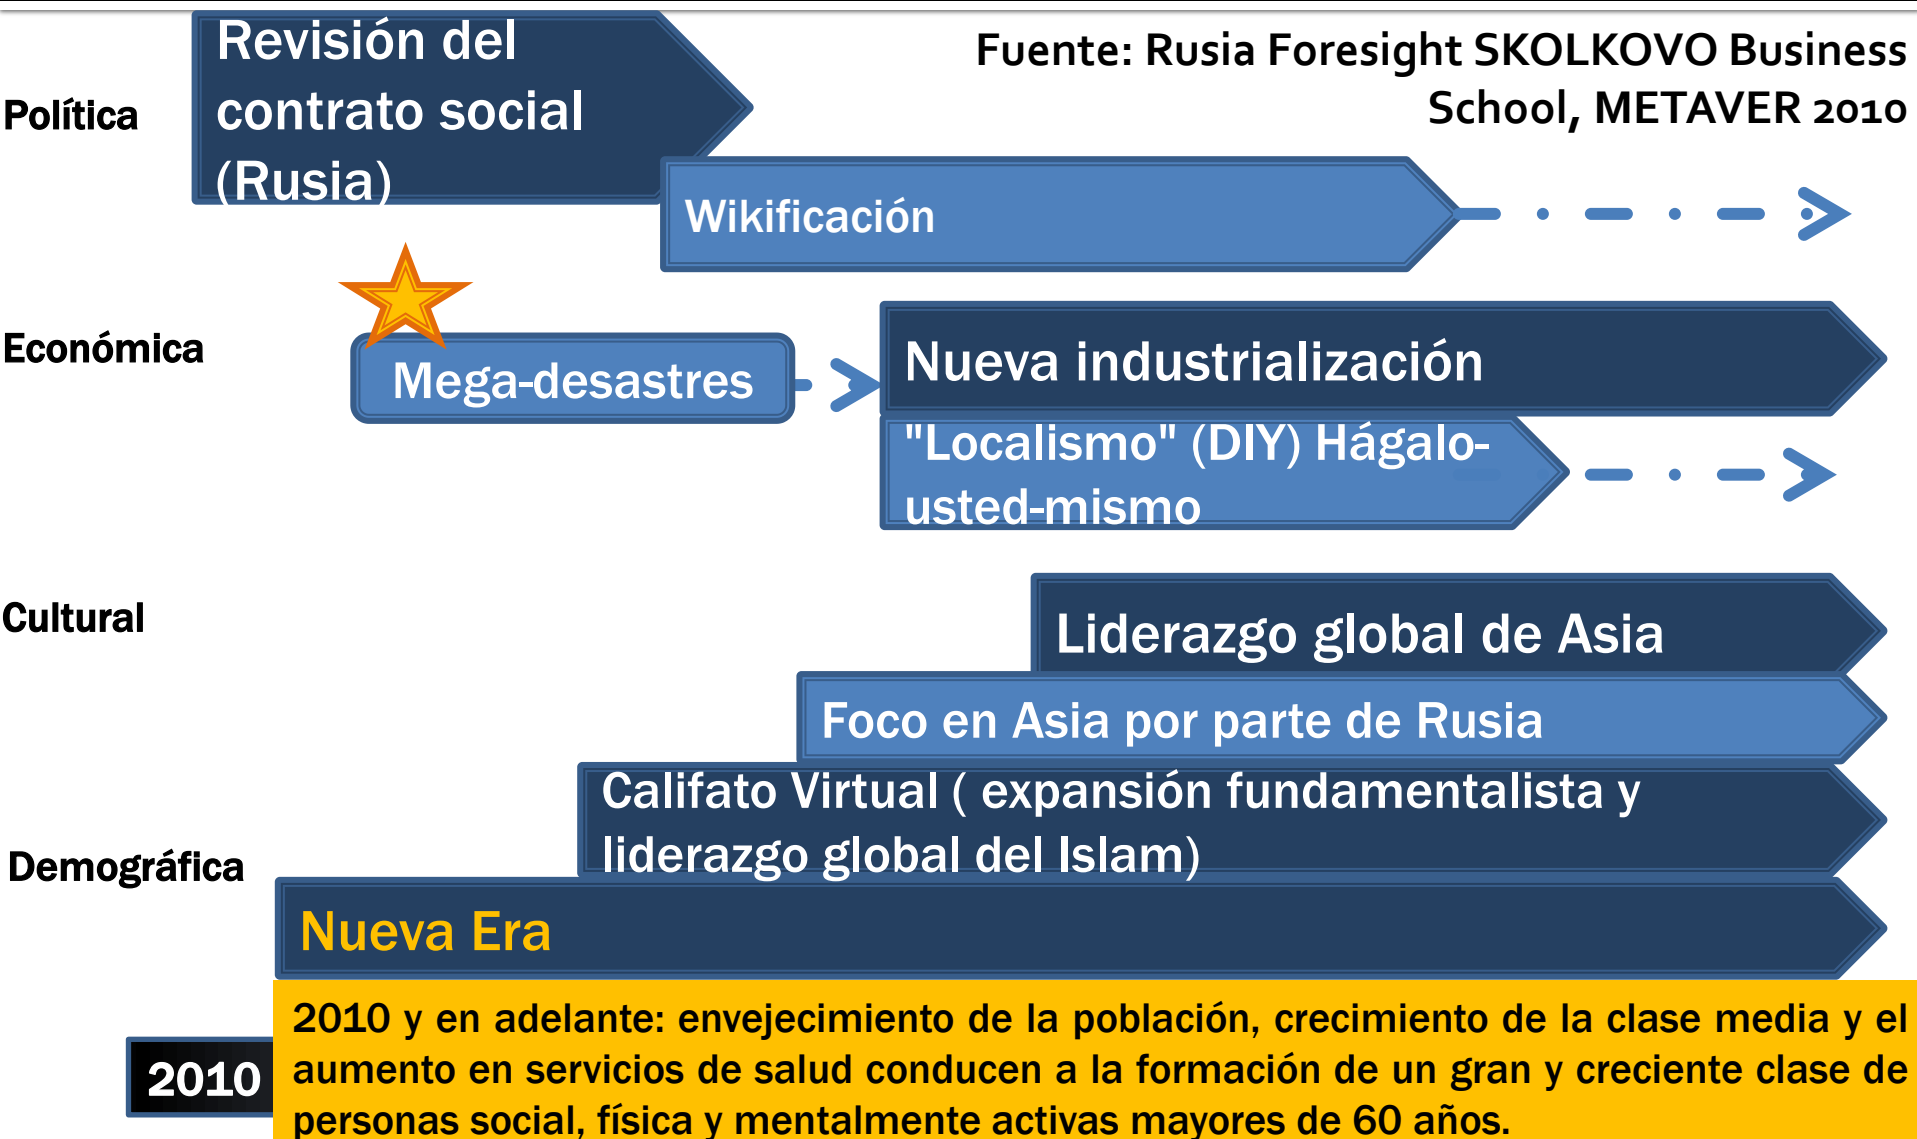 Fuente: Rusia Foresight SKOLKOVO Business
School, METAVER 2010
Política
Revisión del
contrato social
(Rusia)
Wikificación
Económica
Mega-desastres
Nueva industrialización
"Localismo" (DIY) Hágalo-
usted-mismo
Cultural
Liderazgo global de Asia
Foco en Asia por parte de Rusia
Califato Virtual ( expansión fundamentalista y
liderazgo global del Islam)
Demográfica
Nueva Era
2010
2010 y en adelante: envejecimiento de la población, crecimiento de la clase media y el
aumento en servicios de salud conducen a la formación de un gran y creciente clase de
personas social, física y mentalmente activas mayores de 60 años.